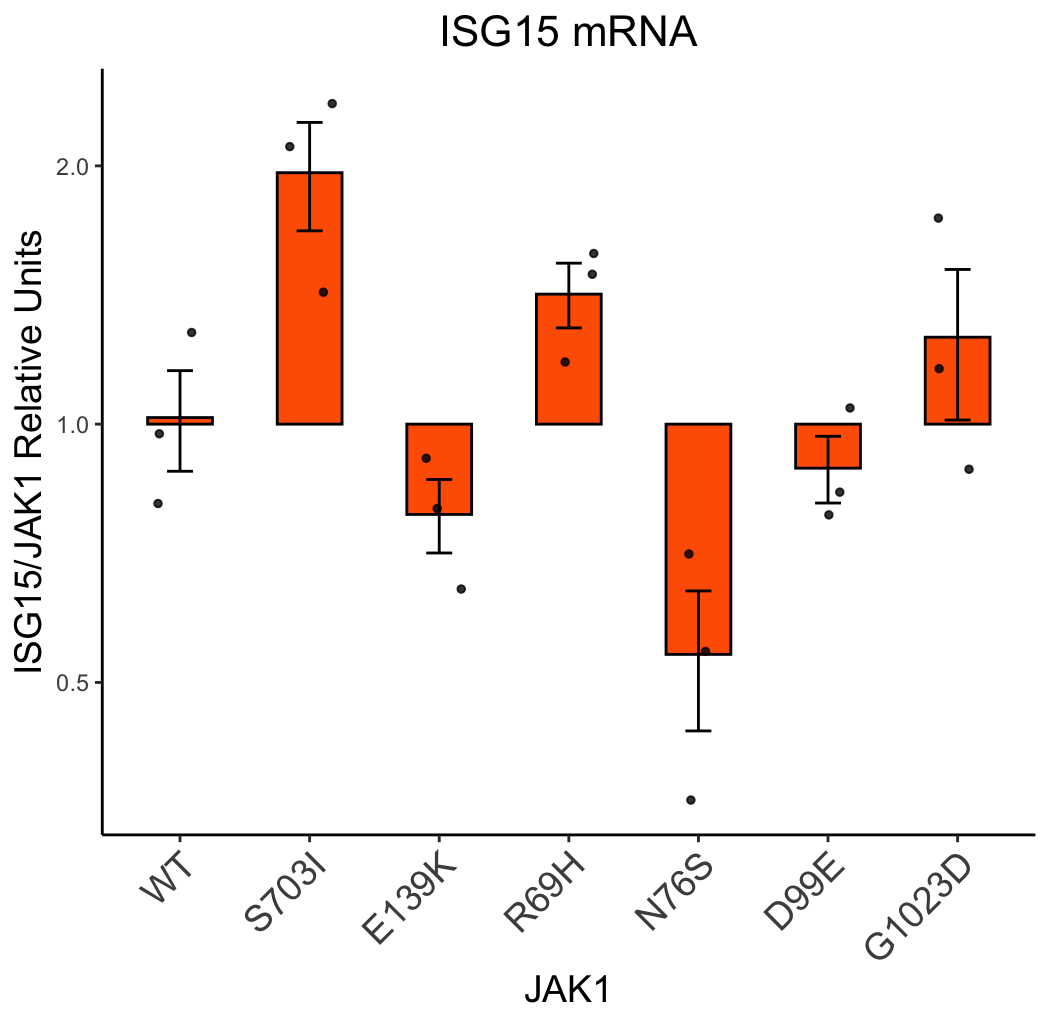 ISG15 mRNA
ISG15/JAK1 Relative Units
2.0
1.0
0.5
WT
S703I
E139K
R69H
N76S
D99E
G1023D
JAK1